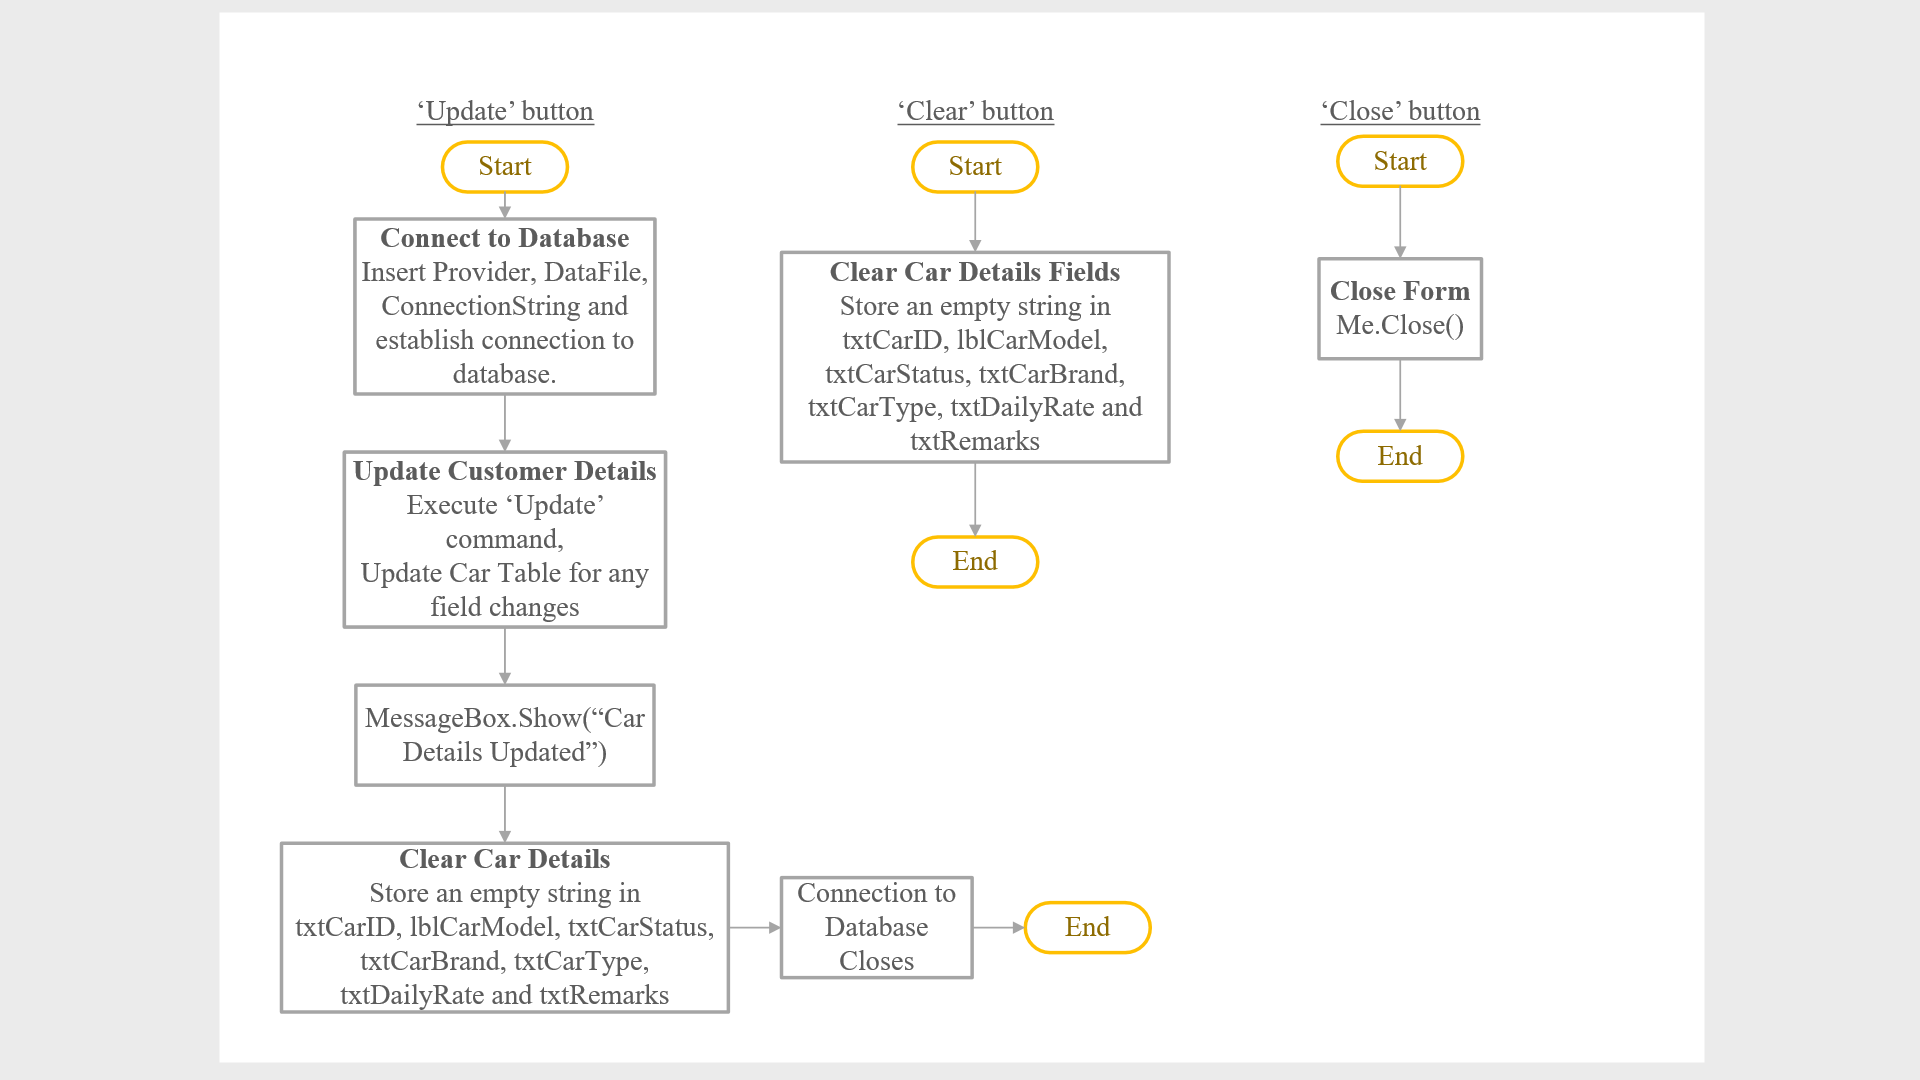 ‘Update’ button
Start
Connect to Database
Insert Provider, DataFile,
ConnectionString and
establish connection to
database.
Update Customer Details
Execute ‘Update’
command,
Update Car Table for any
field changes
MessageBox.Show(“Car
Details Updated”)
Clear Car Details
Store an empty string in
txtCarID, lblCarModel, txtCarStatus,
txtCarBrand, txtCarType,
txtDailyRate and txtRemarks
Connection to
Database
Closes
End
‘Clear’ button
Start
Clear Car Details Fields
Store an empty string in
txtCarID, lblCarModel,
txtCarStatus, txtCarBrand,
txtCarType, txtDailyRate and
txtRemarks
End
‘Close’ button
Start
Close Form
Me.Close()
End